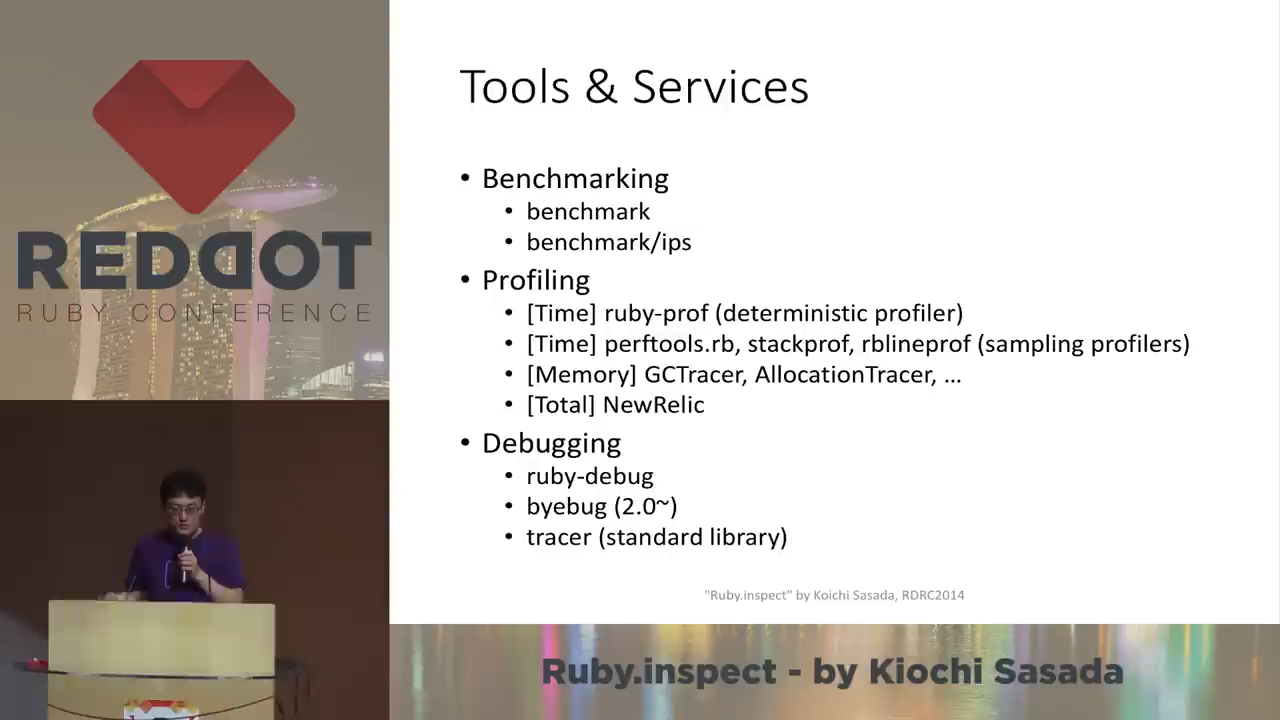 REDDOT
RUBY CONFERENCE
Tools & Services
• Benchmarking
• benchmark
• benchmark/ips
• Profiling
• [Time] ruby-prof (deterministic profiler)
• [Time] perftools.rb, stackprof, rblineprof (sampling profilers)
• [Memory] GCTracer, AllocationTracer, …
• [Total] NewRelic
• Debugging
• ruby-debug
• byebug (2.0~)
• tracer (standard library)
"Ruby.inspect" by Koichi Sasada, RDRC2014
Ruby.inspect - by Kiochi Sasada